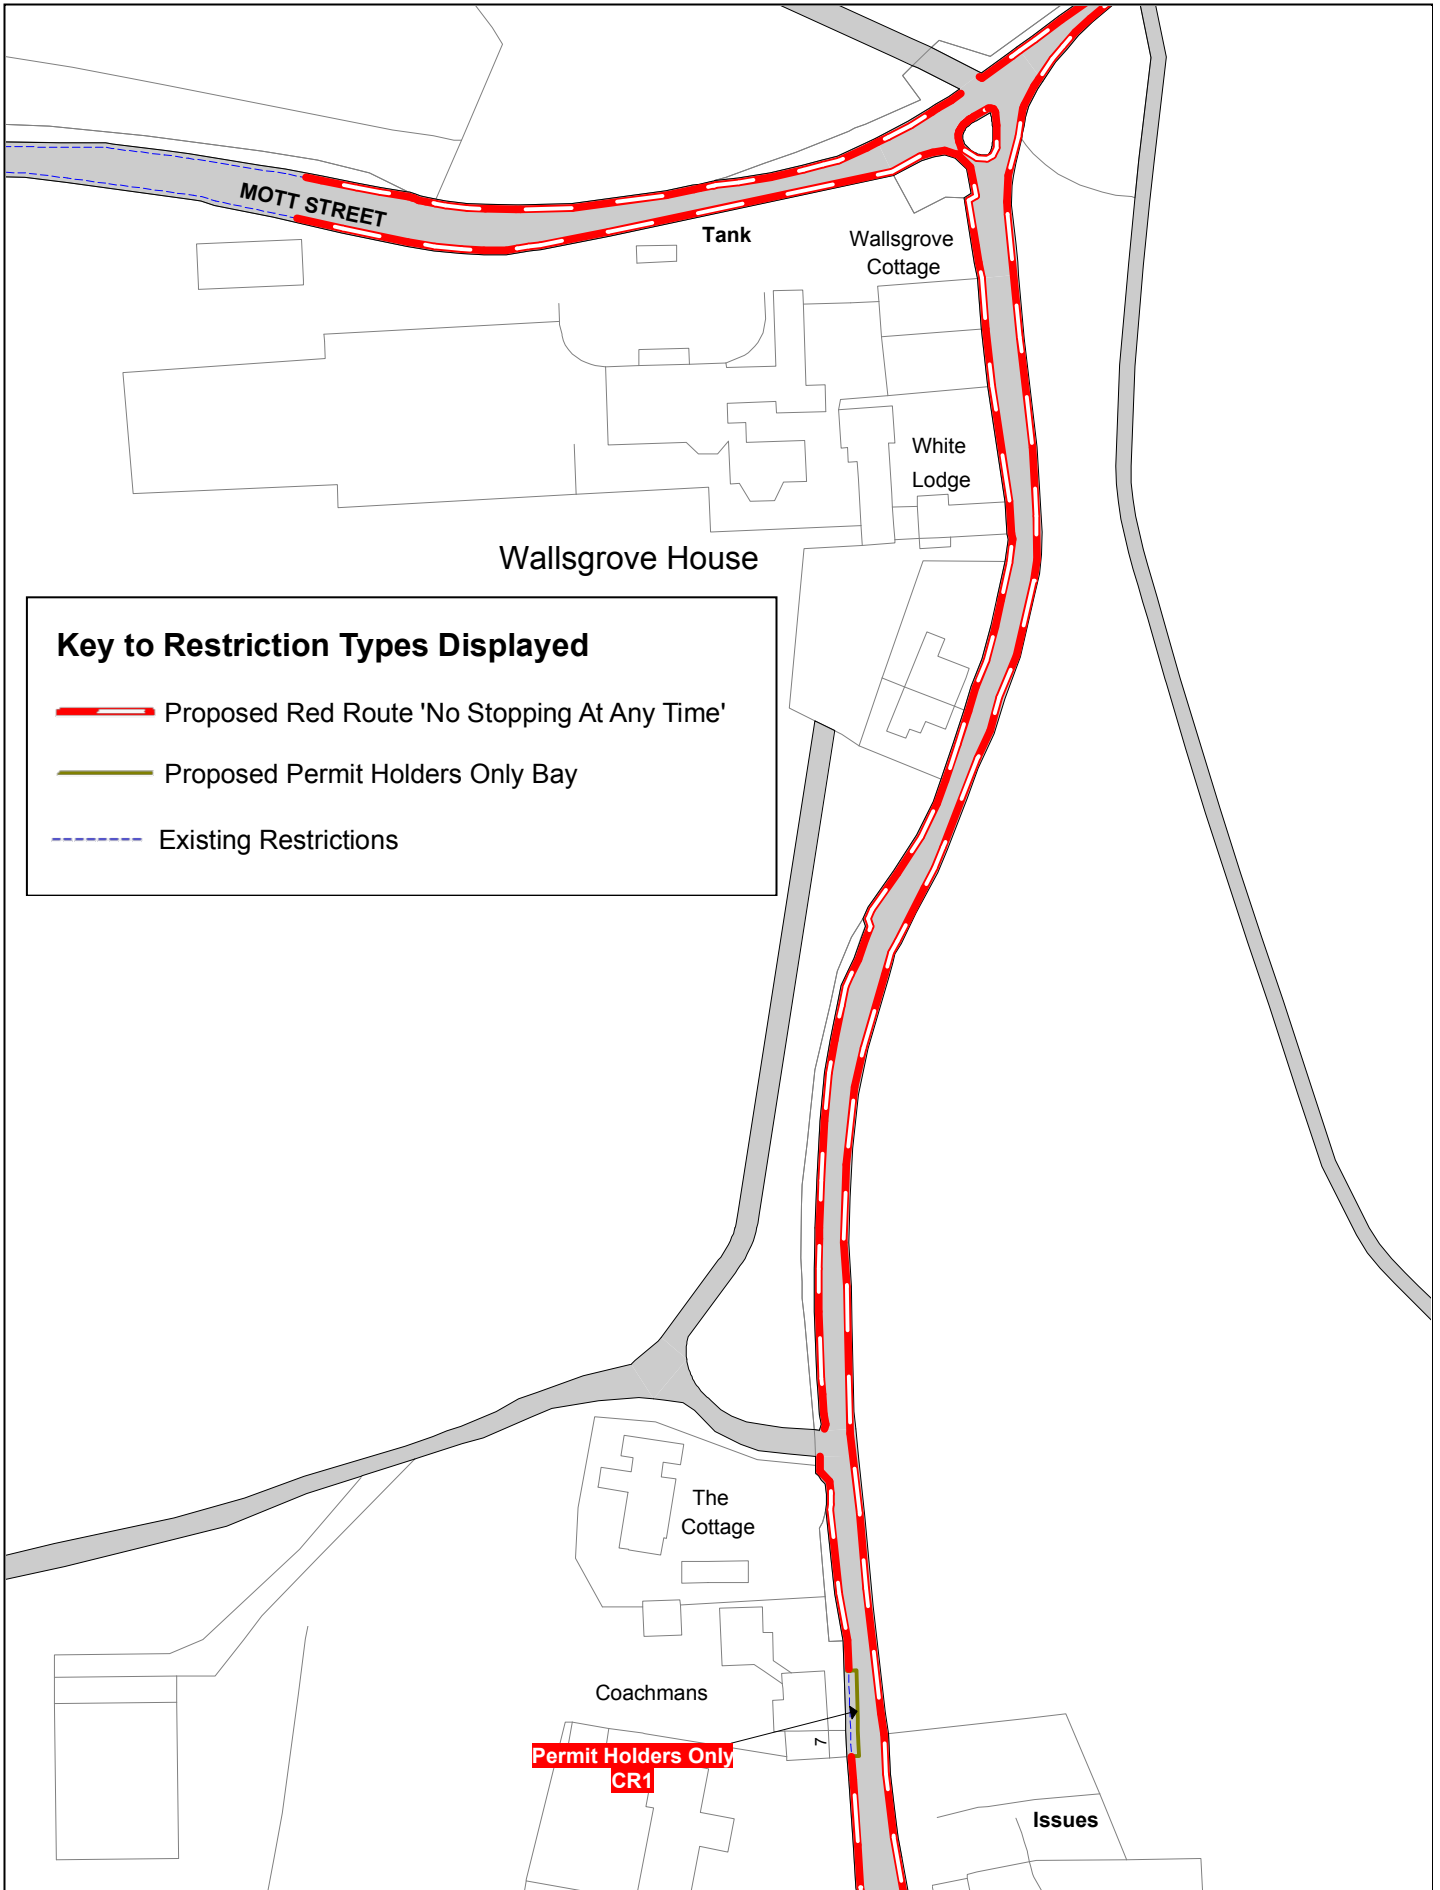 MOTT STREET
Tank
Wallsgrove
Cottage
White
Lodge
Wallsgrove House
Key to Restriction Types Displayed
Proposed Red Route 'No Stopping At Any Time'
Proposed Permit Holders Only Bay
Existing Restrictions
The
Cottage
Coachmans
7
Permit Holders Only
CR1
Issues